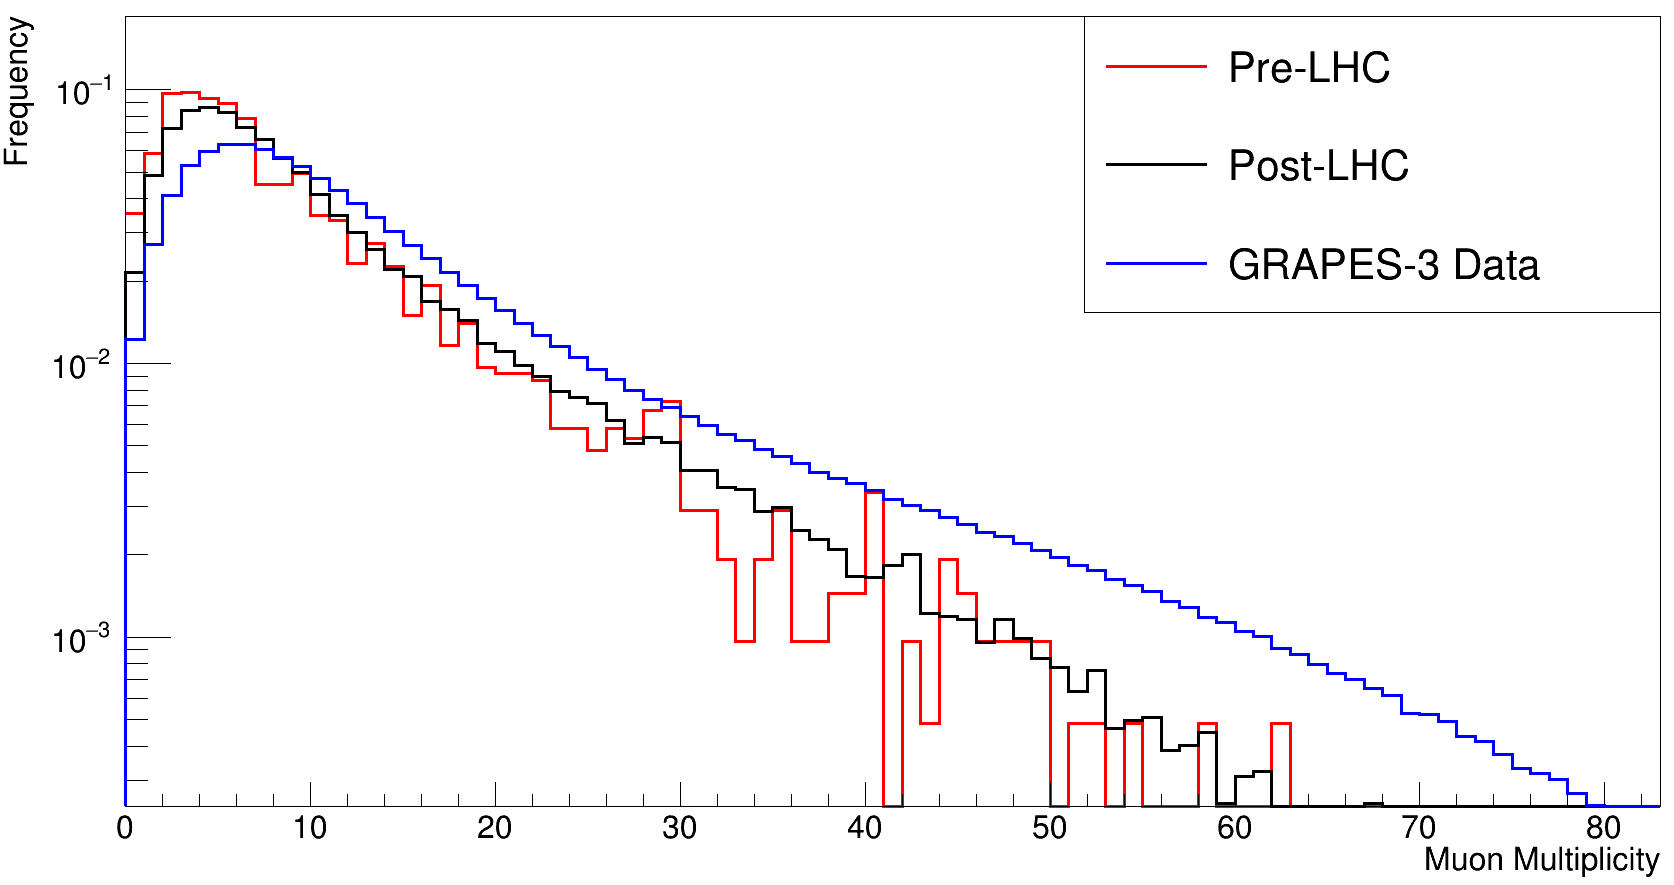 Frequency
10−1
10−2
10−3
Pre-LHC
Post-LHC
GRAPES-3 Data
0 10 20 30 40 50 60 70 80
Muon Multiplicity